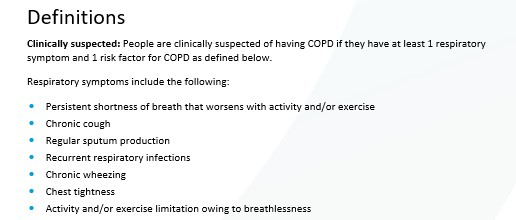 Definitions
Clinically suspected: People are clinically suspected of having COPD if they have at least 1 respiratory
symptom and 1 risk factor for COPD as defined below.
Respiratory symptoms include the following:
• Persistent shortness of breath that worsens with activity and/or exercise
• Chronic cough
• Regular sputum production
• Recurrent respiratory infections
• Chronic wheezing
• Chest tightness
• Activity and/or exercise limitation owing to breathlessness